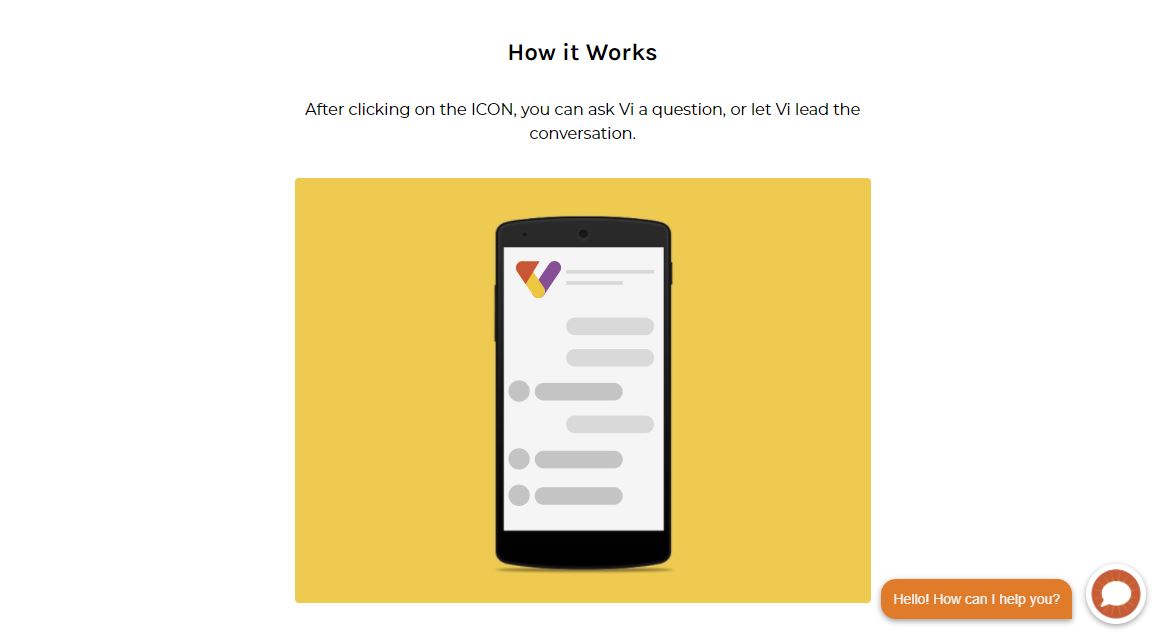 How it Works
After clicking on the ICON, you can ask Vi a question, or let Vi lead the
conversation.
Hello! How can I help you?